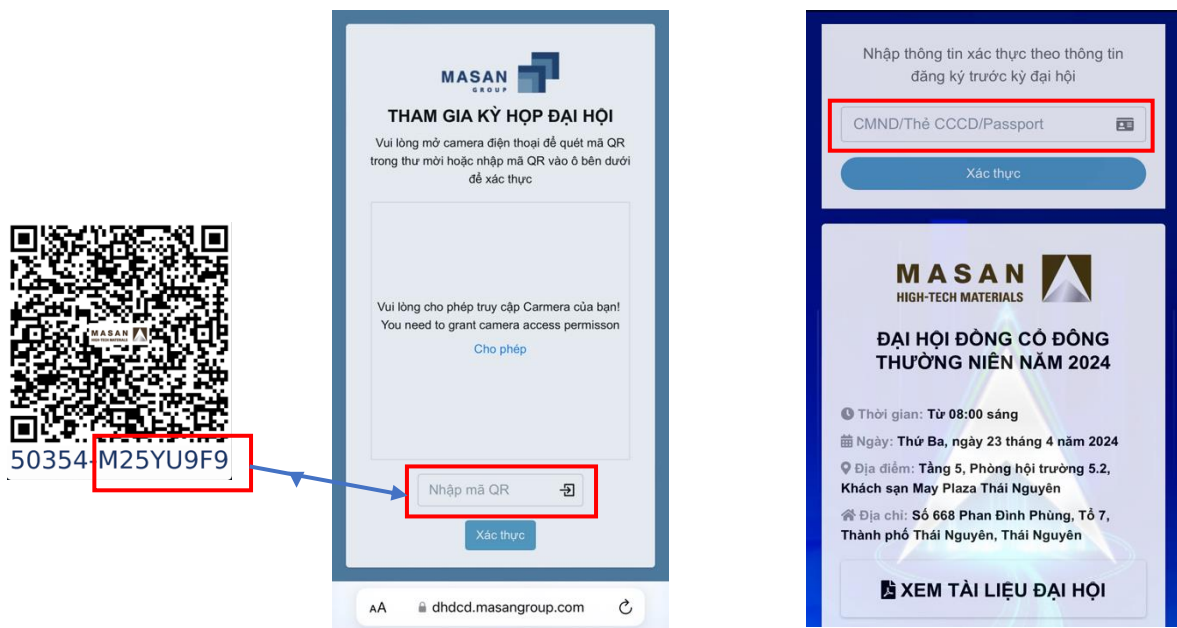 MASAN
HIGH-TECH MATERIALS
50354-M25YU9F9
MASAN
GROUP
THAM GIA KỲ HỌP ĐẠI HỘI
Vui lòng mở camera điện thoại để quét mã QR
trong thư mời hoặc nhập mã QR vào ô bên dưới
để xác thực
Vui lòng cho phép truy cập Carmera của bạn!
You need to grant camera access permisson
Cho phép
Nhập mã QR
Xác thực
AA dhdcd.masangroup.com
Nhập thông tin xác thực theo thông tin
đăng ký trước kỳ đại hội
CMND/Thẻ CCCD/Passport
Xác thực
MASAN
HIGH-TECH MATERIALS
ĐẠI HỘI ĐỒNG CỔ ĐÔNG
THƯỜNG NIÊN NĂM 2024
Thời gian: Từ 08:00 sáng
Ngày: Thứ Ba, ngày 23 tháng 4 năm 2024
Địa điểm: Tầng 5, Phòng hội trường 5.2,
Khách sạn May Plaza Thái Nguyên
Địa chỉ: Số 668 Phan Đình Phùng, Tổ 7,
Thành phố Thái Nguyên, Thái Nguyên
XEM TÀI LIỆU ĐẠI HỘI